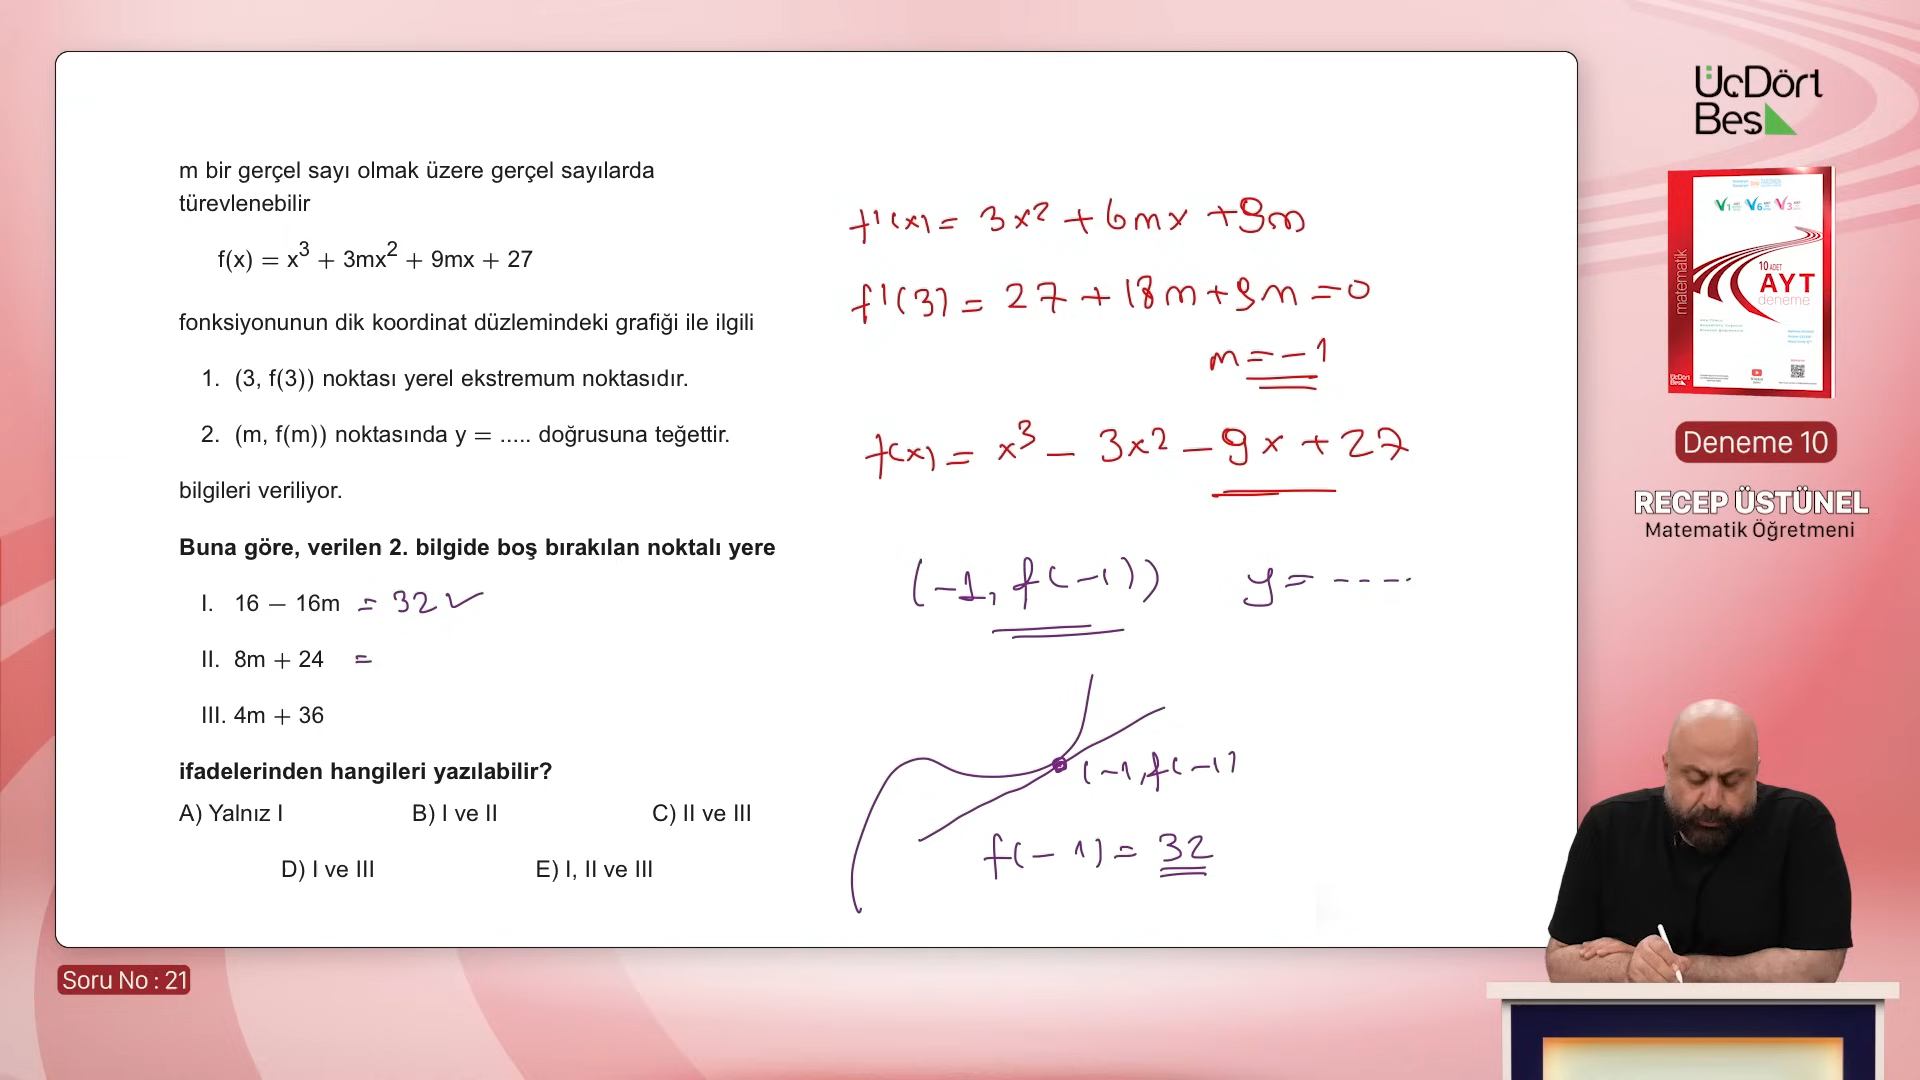 m bir gerçel sayı olmak üzere gerçel sayılarda
türevlenebilir
f(x) = x³ + 3mx² + 9mx + 27
fonksiyonunun dik koordinat düzlemindeki grafiği ile ilgili
1. (3, f(3)) noktası yerel ekstremum noktasıdır.
2. (m, f(m)) noktasında y = ..... doğrusuna teğettir.
bilgileri veriliyor.
Buna göre, verilen 2. bilgide boş bırakılan noktalı yere
I. 16 − 16m = 32 ✓
II. 8m + 24 =
III. 4m + 36
ifadelerinden hangileri yazılabilir?
A) Yalnız I B) I ve II C) II ve III
D) I ve III E) I, II ve III
f'(x) = 3x² + 6mx + 9m
f'(3) = 27 + 18m + 9m = 0
m = −1
f(x) = x³ − 3x² − 9x + 27
(−1, f(−1)) y = ----
(−1, f(−1)
f(−1) = 32
ÜçDört
Beş
matematik
10 ADET
AYT
deneme
Deneme 10
RECEP ÜSTÜNEL
Matematik Öğretmeni
Soru No : 21